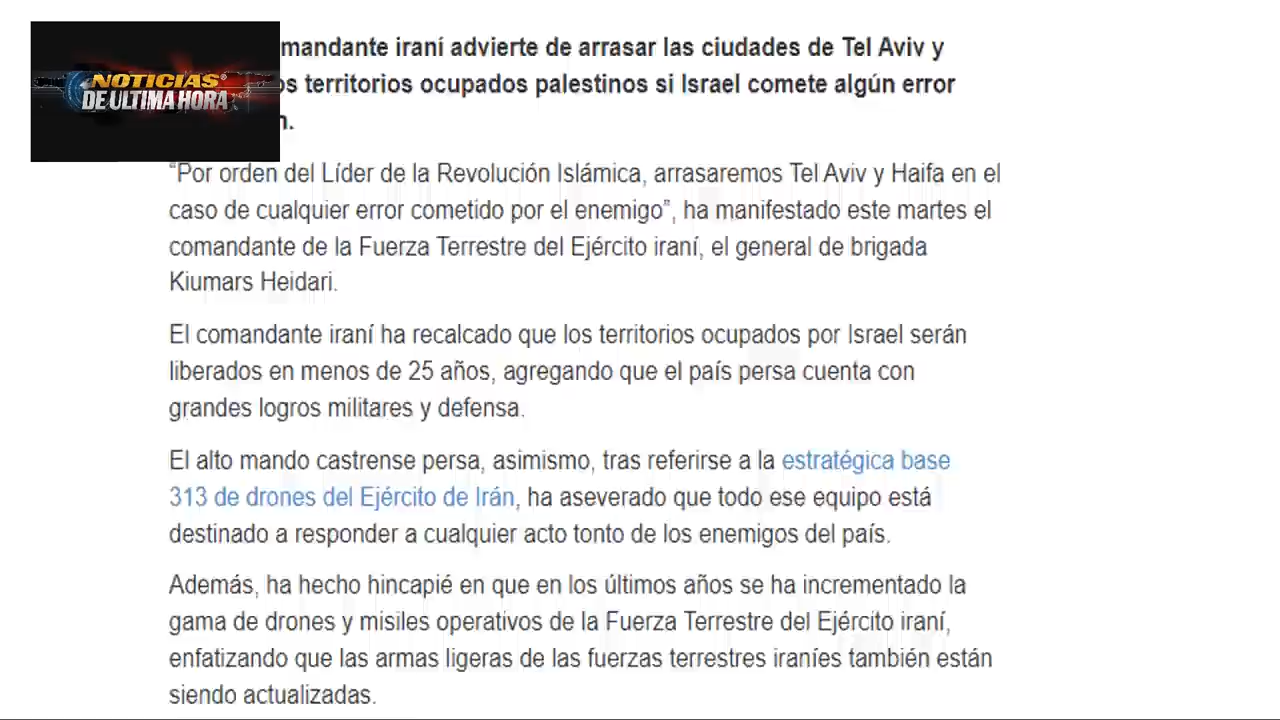 NOTICIAS
DE ULTIMA HORA
mandante iraní advierte de arrasar las ciudades de Tel Aviv y
os territorios ocupados palestinos si Israel comete algún error
n.
“Por orden del Líder de la Revolución Islámica, arrasaremos Tel Aviv y Haifa en el
caso de cualquier error cometido por el enemigo”, ha manifestado este martes el
comandante de la Fuerza Terrestre del Ejército iraní, el general de brigada
Kiumars Heidari.
El comandante iraní ha recalcado que los territorios ocupados por Israel serán
liberados en menos de 25 años, agregando que el país persa cuenta con
grandes logros militares y defensa.
El alto mando castrense persa, asimismo, tras referirse a la estratégica base
313 de drones del Ejército de Irán, ha aseverado que todo ese equipo está
destinado a responder a cualquier acto tonto de los enemigos del país.
Además, ha hecho hincapié en que en los últimos años se ha incrementado la
gama de drones y misiles operativos de la Fuerza Terrestre del Ejército iraní,
enfatizando que las armas ligeras de las fuerzas terrestres iraníes también están
siendo actualizadas.